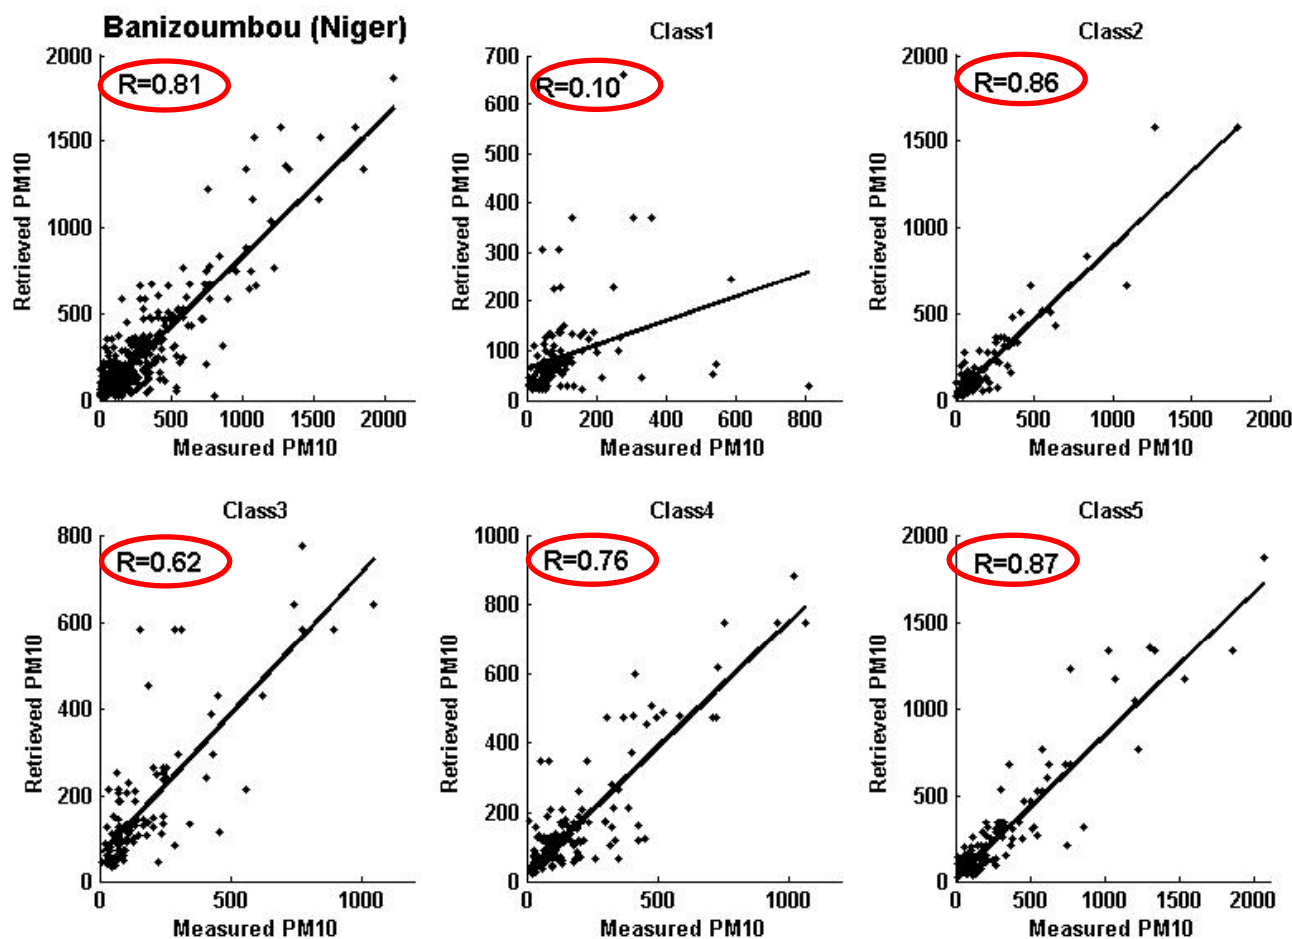 Banizoumbou (Niger)
R=0.81
Retrieved PM10
2000
1500
1000
500
0
0 500 1000 1500 2000
Measured PM10
Class1
R=0.10
Retrieved PM10
700
600
500
400
300
200
100
0
0 200 400 600 800
Measured PM10
Class2
R=0.86
Retrieved PM10
2000
1500
1000
500
0
0 500 1000 1500 2000
Measured PM10
Class3
R=0.62
Retrieved PM10
800
600
400
200
0
0 500 1000
Measured PM10
Class4
R=0.76
Retrieved PM10
1000
800
600
400
200
0
0 500 1000
Measured PM10
Class5
R=0.87
Retrieved PM10
2000
1500
1000
500
0
0 500 1000 1500 2000
Measured PM10